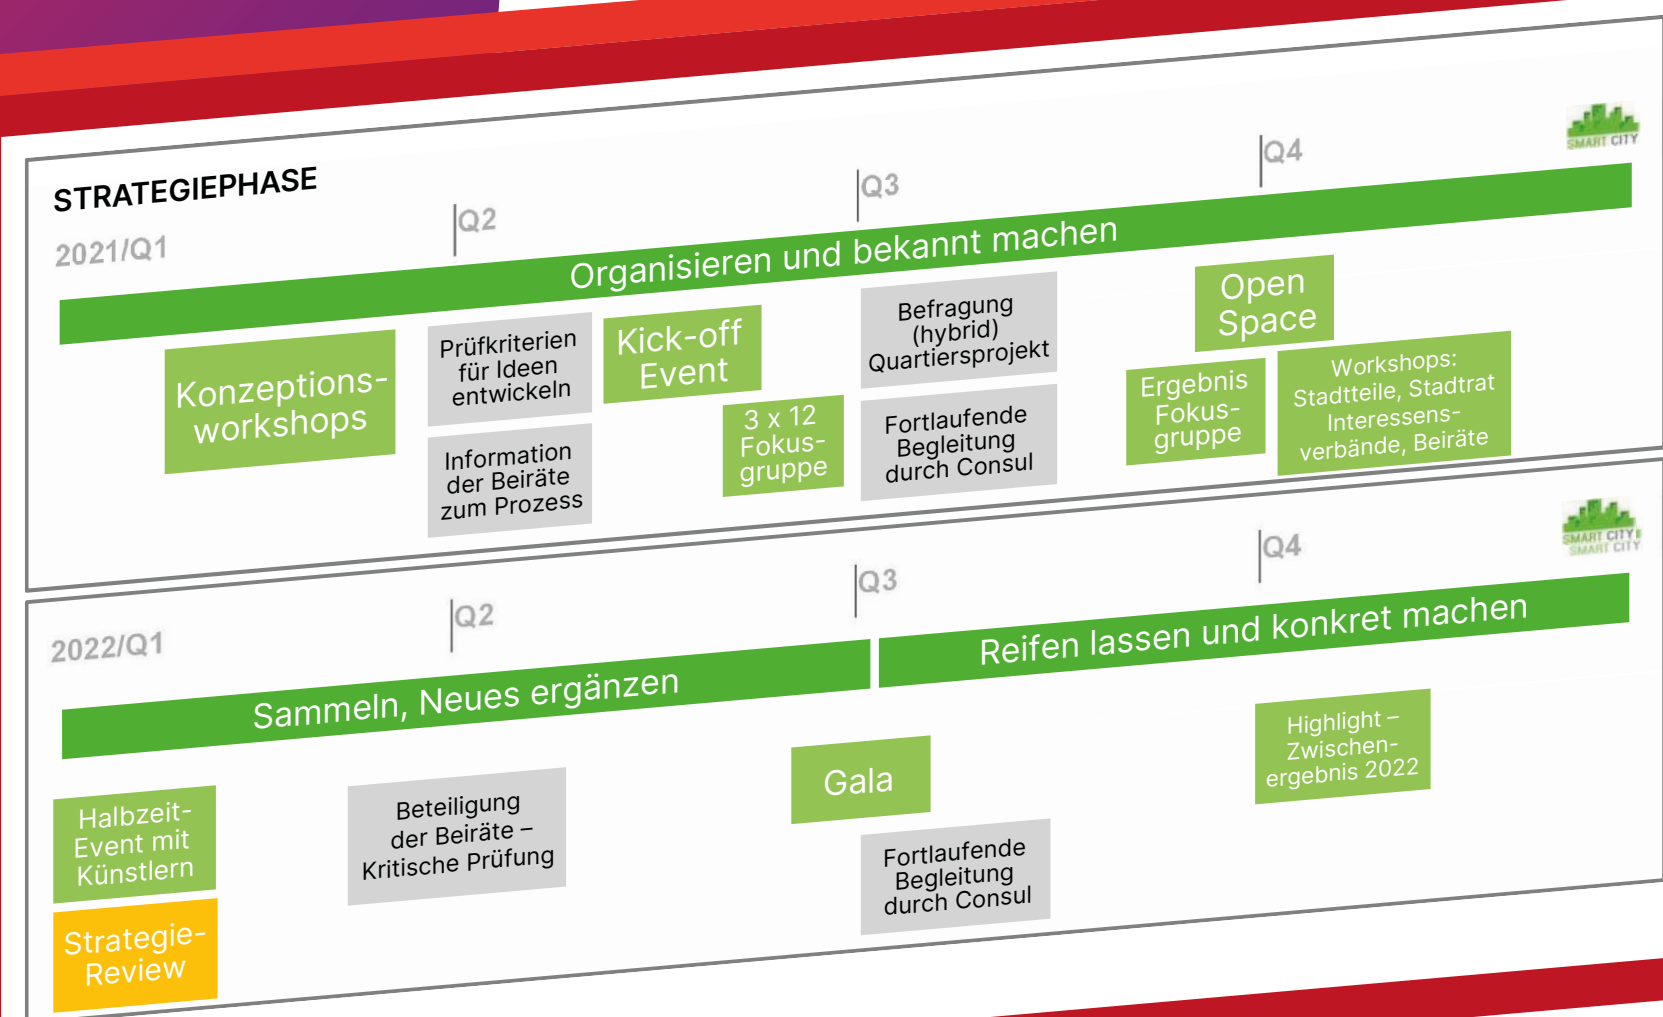 STRATEGIEPHASE
2021/Q1
Q2
Q3
Q4
SMART CITY
Organisieren und bekannt machen
Konzeptions-
workshops
Prüfkriterien
für Ideen
entwickeln
Information
der Beiräte
zum Prozess
Kick-off
Event
3 x 12
Fokus-
gruppe
Befragung
(hybrid)
Quartiersprojekt
Fortlaufende
Begleitung
durch Consul
Open
Space
Ergebnis
Fokus-
gruppe
Workshops:
Stadtteile, Stadtrat
Interessens-
verbände, Beiräte
2022/Q1
Q2
Q3
Q4
SMART CITY
SMART CITY
Sammeln, Neues ergänzen
Reifen lassen und konkret machen
Halbzeit-
Event mit
Künstlern
Strategie-
Review
Beteiligung
der Beiräte –
Kritische Prüfung
Gala
Fortlaufende
Begleitung
durch Consul
Highlight –
Zwischen-
ergebnis 2022